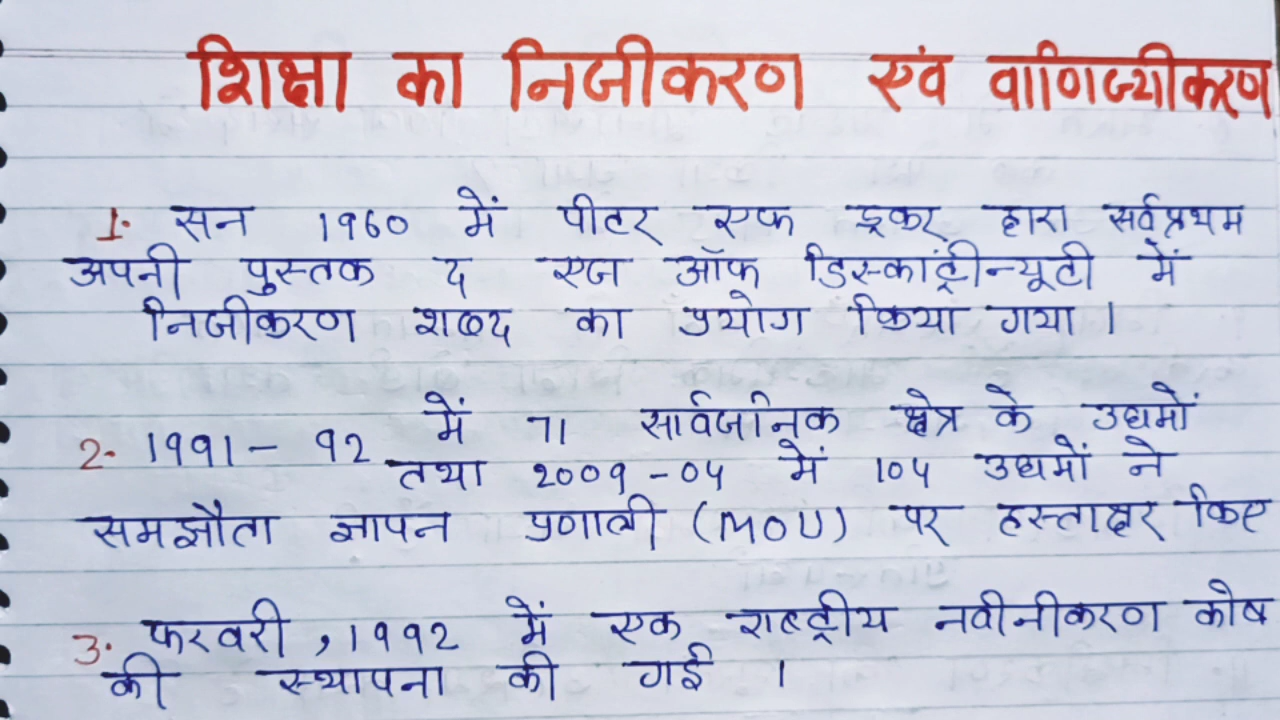 शिक्षा का निजीकरण एवं वाणिज्यीकरण
1. सन 1960 में पीटर एफ ड्रकर द्वारा सर्वप्रथम
अपनी पुस्तक द एज ऑफ डिस्कांट्रीन्यूटी में
निजीकरण शब्द का प्रयोग किया गया ।
2. 1991 - 92 में 71 सार्वजनिक क्षेत्र के उद्यमों
तथा 2009 - 04 में 104 उद्यमों ने
समझौता ज्ञापन प्रणाली (MOU) पर हस्ताक्षर किए
3. फरवरी , 1992 में एक राष्ट्रीय नवीनीकरण कोष
की स्थापना की गई ।